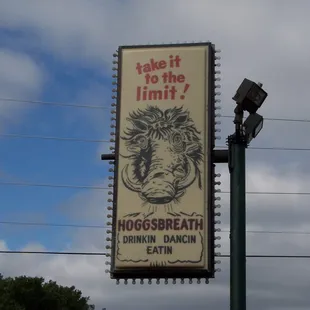 take it
to the
limit!
HOGGSBREATH
DRINKIN DANCIN
EATIN